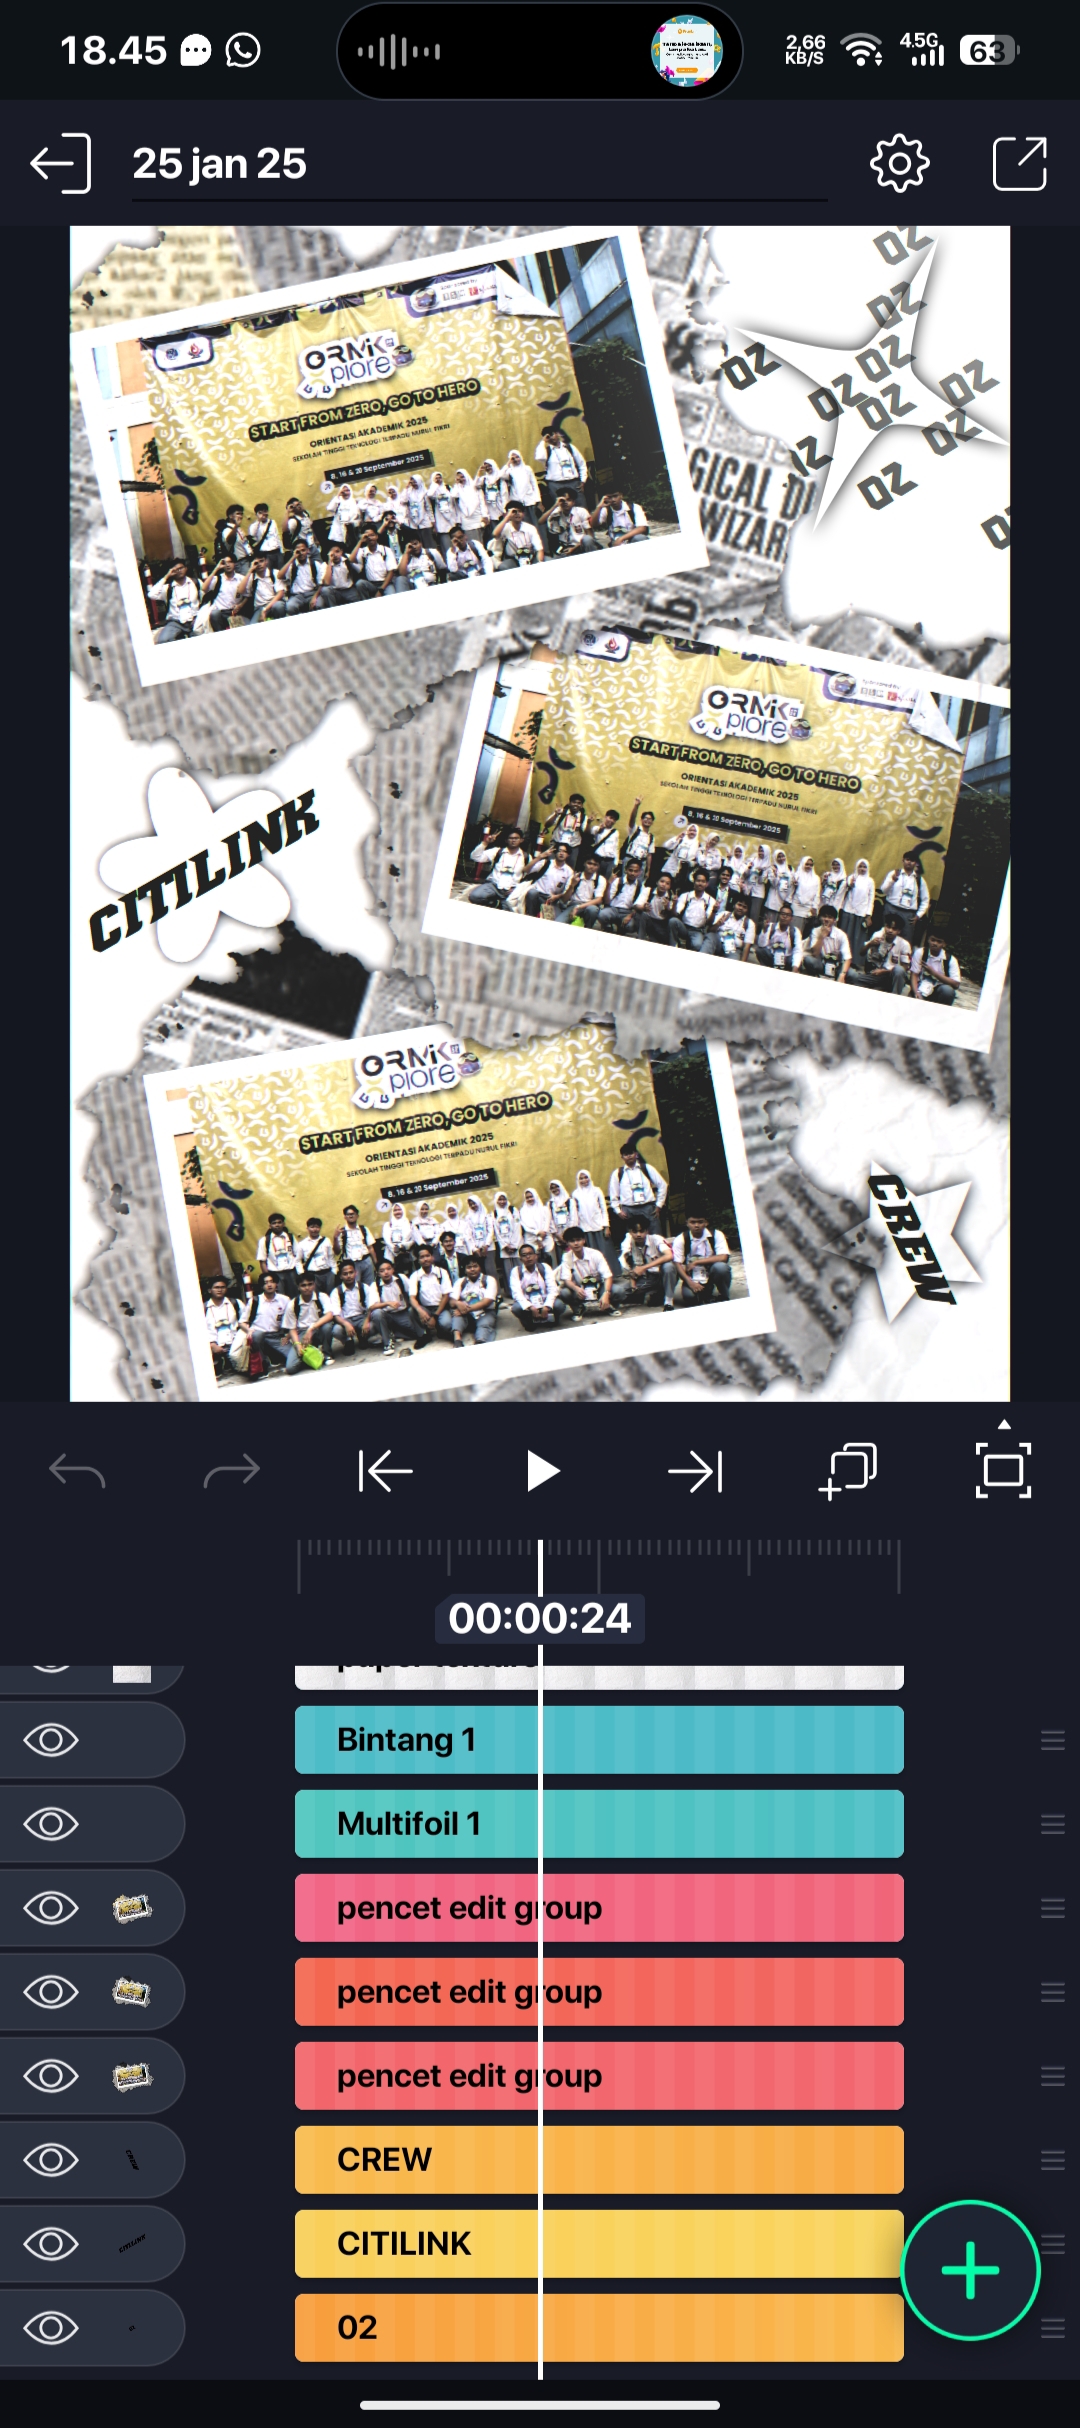 18.45
2,66
KB/S
4.5G
63
25 jan 25
ORMIK
plore
START FROM ZERO, GO TO HERO
ORIENTASI AKADEMIK 2025
SEKOLAH TINGGI TEKNOLOGI TERPADU NURUL FIKRI
8, 16 & 20 September 2025
02
02
02
02
02
02
02
02
02
GICAL DI
WIZAR
ORMIK
plore
START FROM ZERO, GO TO HERO
ORIENTASI AKADEMIK 2025
SEKOLAH TINGGI TEKNOLOGI TERPADU NURUL FIKRI
8, 16 & 20 September 2025
CITILINK
ORMIK
plore
START FROM ZERO, GO TO HERO
ORIENTASI AKADEMIK 2025
SEKOLAH TINGGI TEKNOLOGI TERPADU NURUL FIKRI
8, 16 & 20 September 2025
CREW
00:00:24
Bintang 1
Multifoil 1
pencet edit group
pencet edit group
pencet edit group
CREW
CITILINK
02